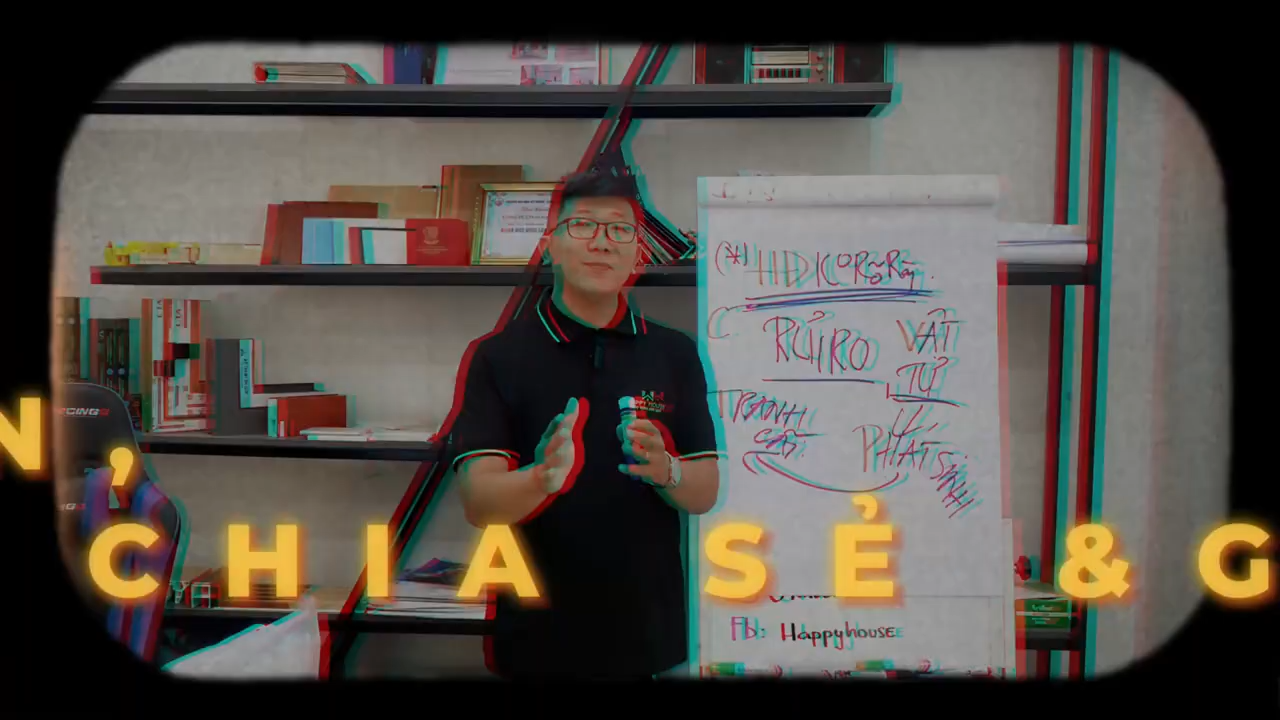 (*) HĐ KO Rõ Ràng.
RỦI RO
VẬT
TƯ
TRANH
CÃI
PHÁT SINH
N,
CHIA SẺ & G
Fb: Happyhouse